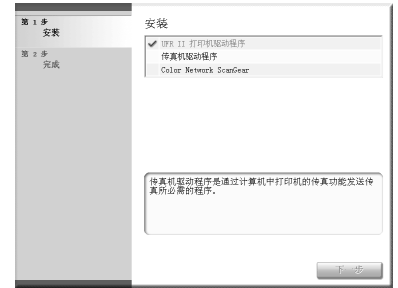 第 1 步
安装
第 2 步
完成
安装
UFR II 打印机驱动程序
传真机驱动程序
Color Network ScanGear
传真机驱动程序是通过计算机中打印机的传真功能发送传
真所必需的程序。
下 步